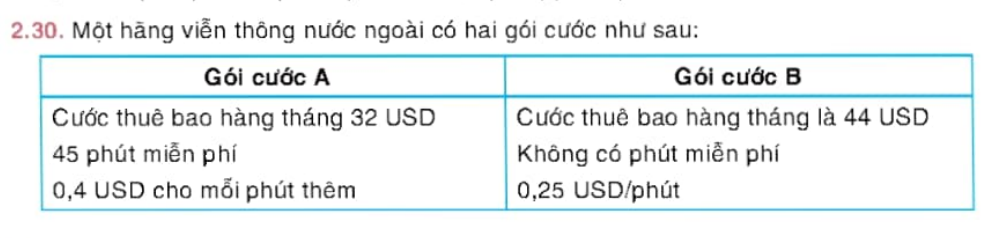 2.30. Một hãng viễn thông nước ngoài có hai gói cước như sau:
Gói cước A
Gói cước B
Cước thuê bao hàng tháng 32 USD
45 phút miễn phí
0,4 USD cho mỗi phút thêm
Cước thuê bao hàng tháng là 44 USD
Không có phút miễn phí
0,25 USD/phút